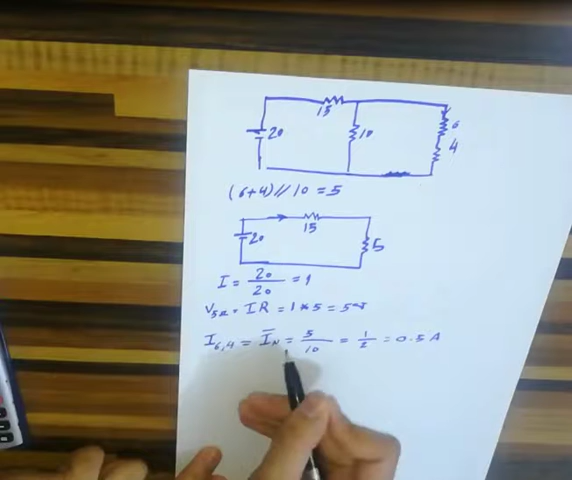 15
20
10
6
4
(6+4) // 10 = 5
15
20
5
I = 20/20 = 1
V5Ω = IR = 1 * 5 = 5V
I6,4 = IN = 5/10 = 1/2 = 0.5 A